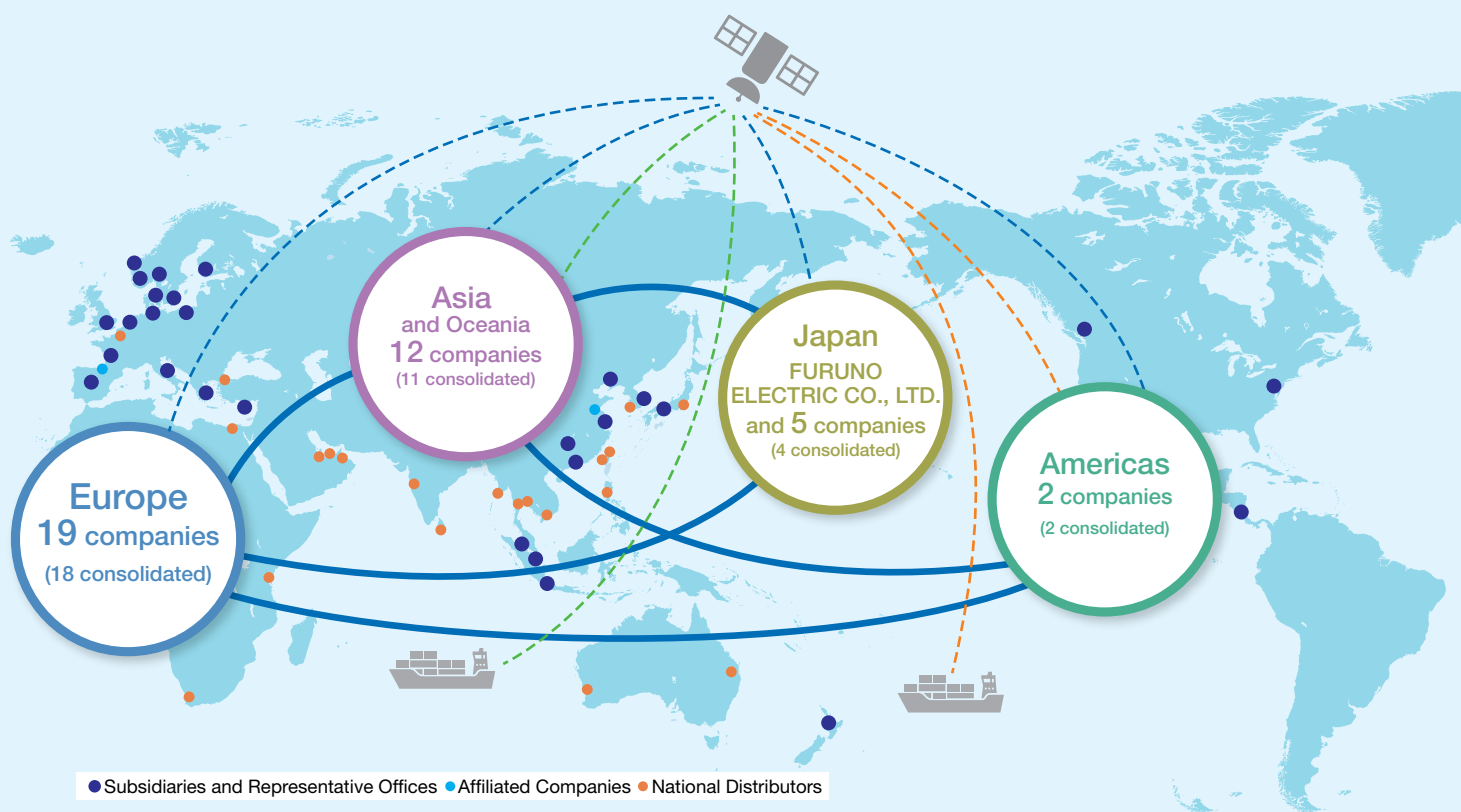 Asia
and Oceania
12 companies
(11 consolidated)
Japan
FURUNO
ELECTRIC CO., LTD.
and 5 companies
(4 consolidated)
Americas
2 companies
(2 consolidated)
Europe
19 companies
(18 consolidated)
Subsidiaries and Representative Offices Affiliated Companies National Distributors